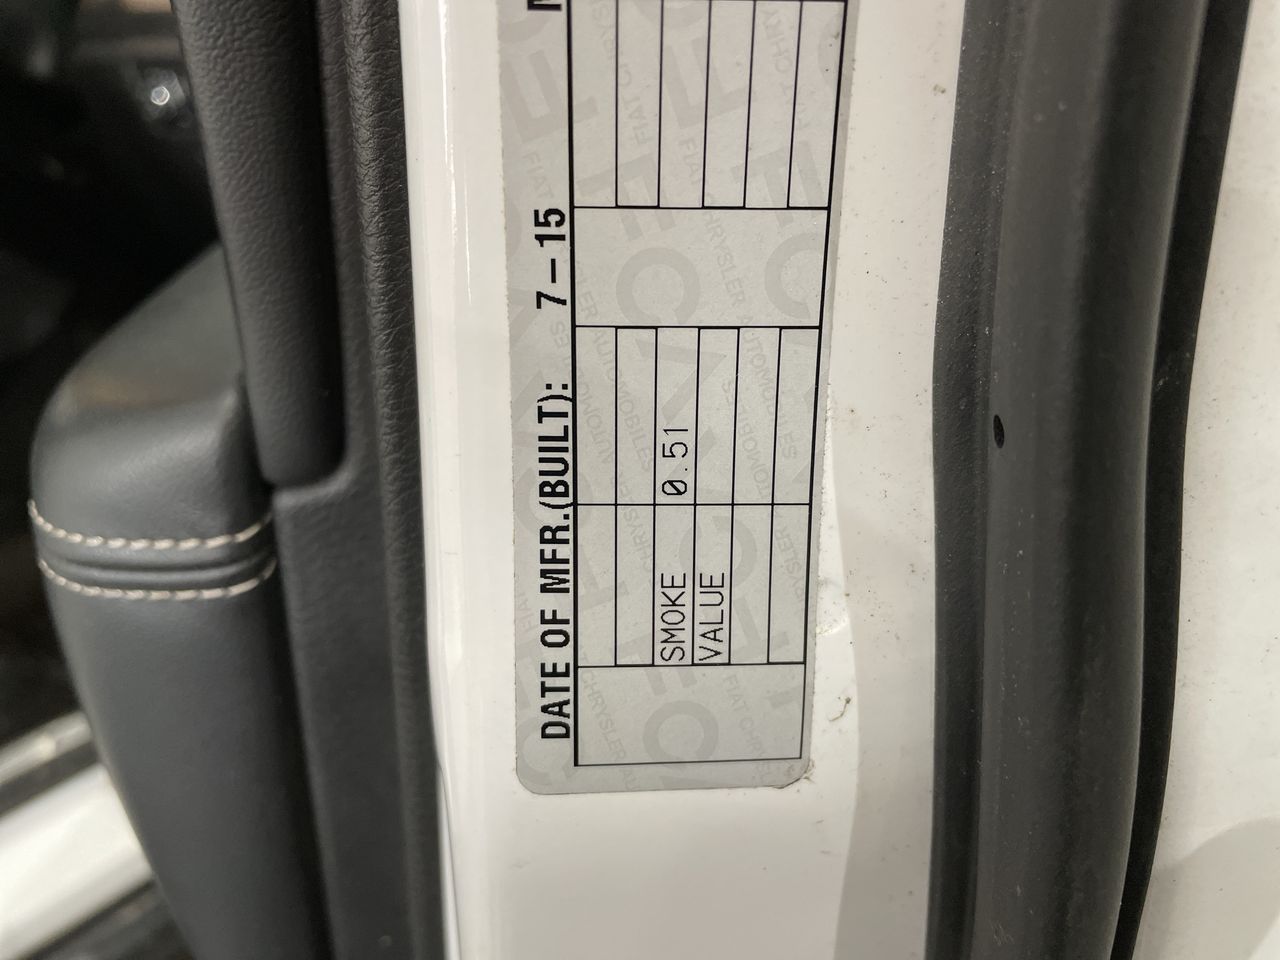 DATE OF MFR.(BUILT): 7-15
SMOKE 0.51
VALUE